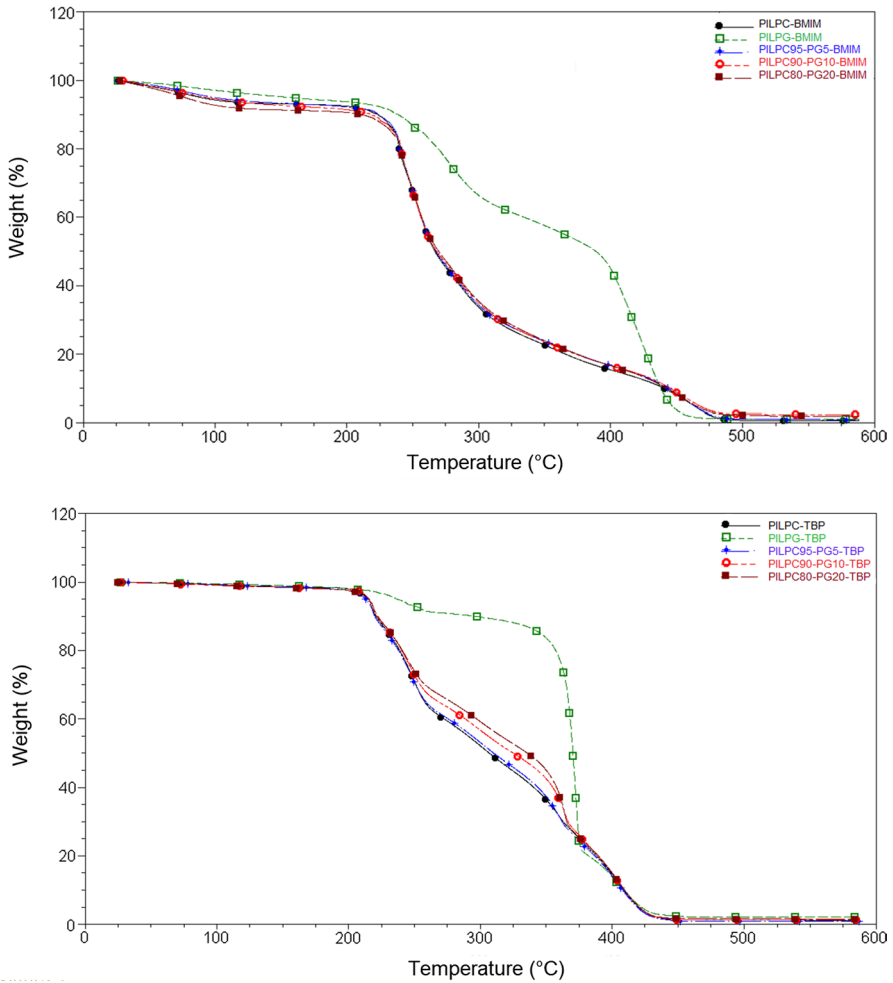 120
PILPC-BMIM
PILPG-BMIM
PILPC95-PG5-BMIM
PILPC90-PG10-BMIM
PILPC80-PG20-BMIM
100
80
60
40
20
0
Weight (%)
0 100 200 300 400 500 600
Temperature (°C)
120
PILPC-TBP
PILPG-TBP
PILPC95-PG5-TBP
PILPC90-PG10-TBP
PILPC80-PG20-TBP
100
80
60
40
20
0
Weight (%)
0 100 200 300 400 500 600
Temperature (°C)